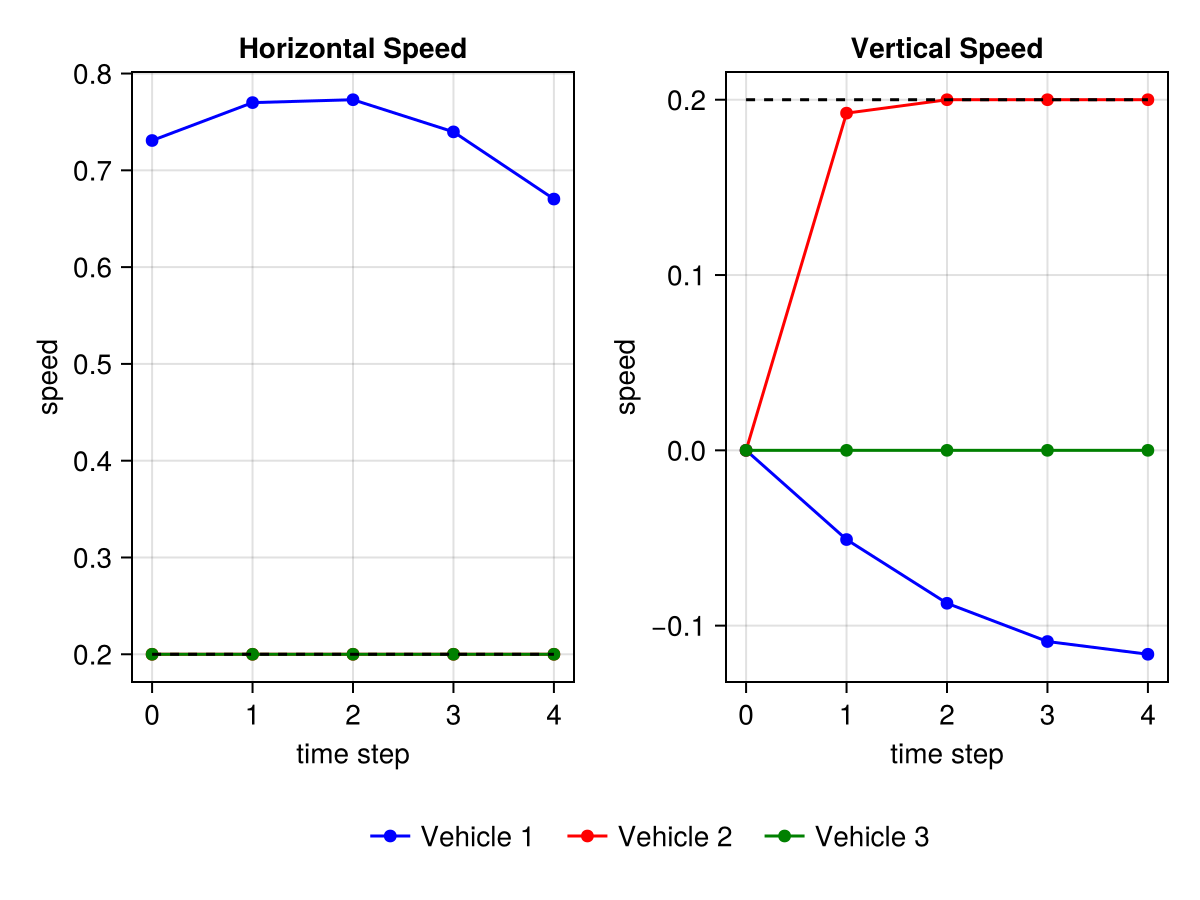 Horizontal Speed
0.8
0.7
0.6
0.5
0.4
0.3
0.2
speed
0 1 2 3 4
time step
Vertical Speed
0.2
0.1
0.0
−0.1
speed
0 1 2 3 4
time step
Vehicle 1 Vehicle 2 Vehicle 3